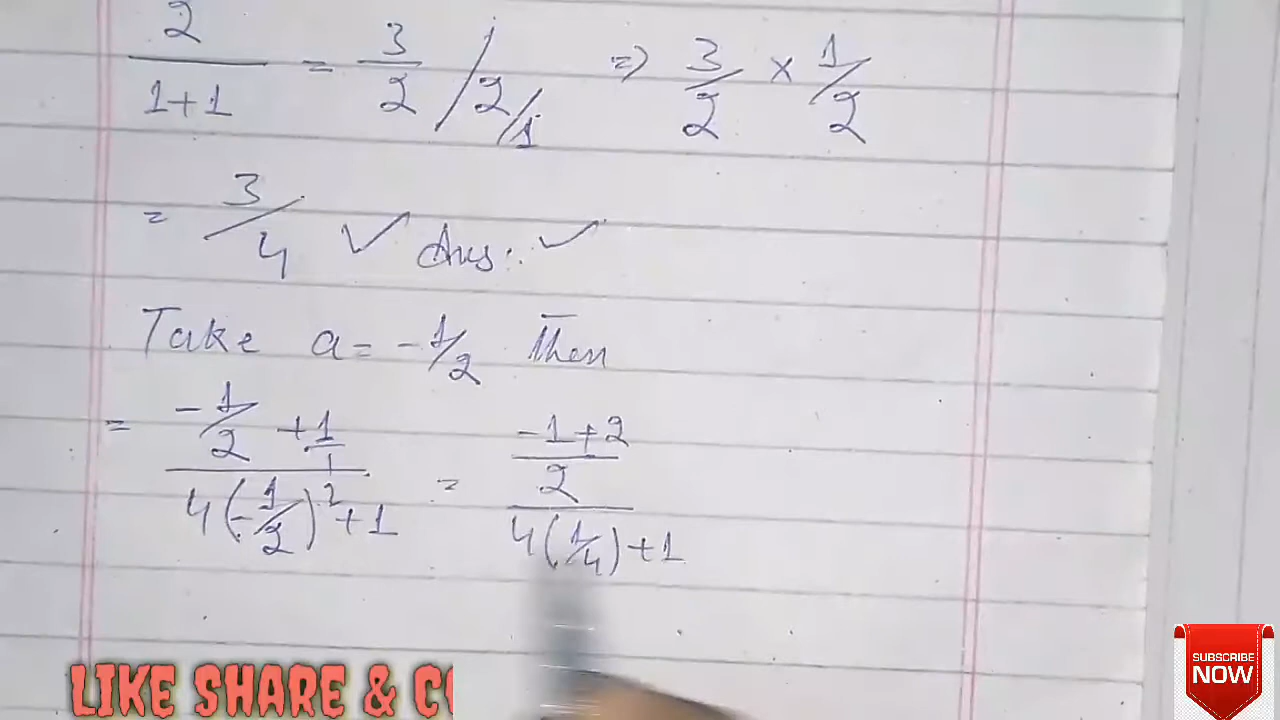 2/(1+1) = 3/2 / 2/1 => 3/2 × 1/2
= 3/4 ✓ Ans. ✓
Take a = -1/2 Then
= (-1/2 + 1/1)/(4(-1/2)²+1) = ((-1+2)/2)/(4(1/4)+1)
LIKE SHARE &
SUBSCRIBE
NOW